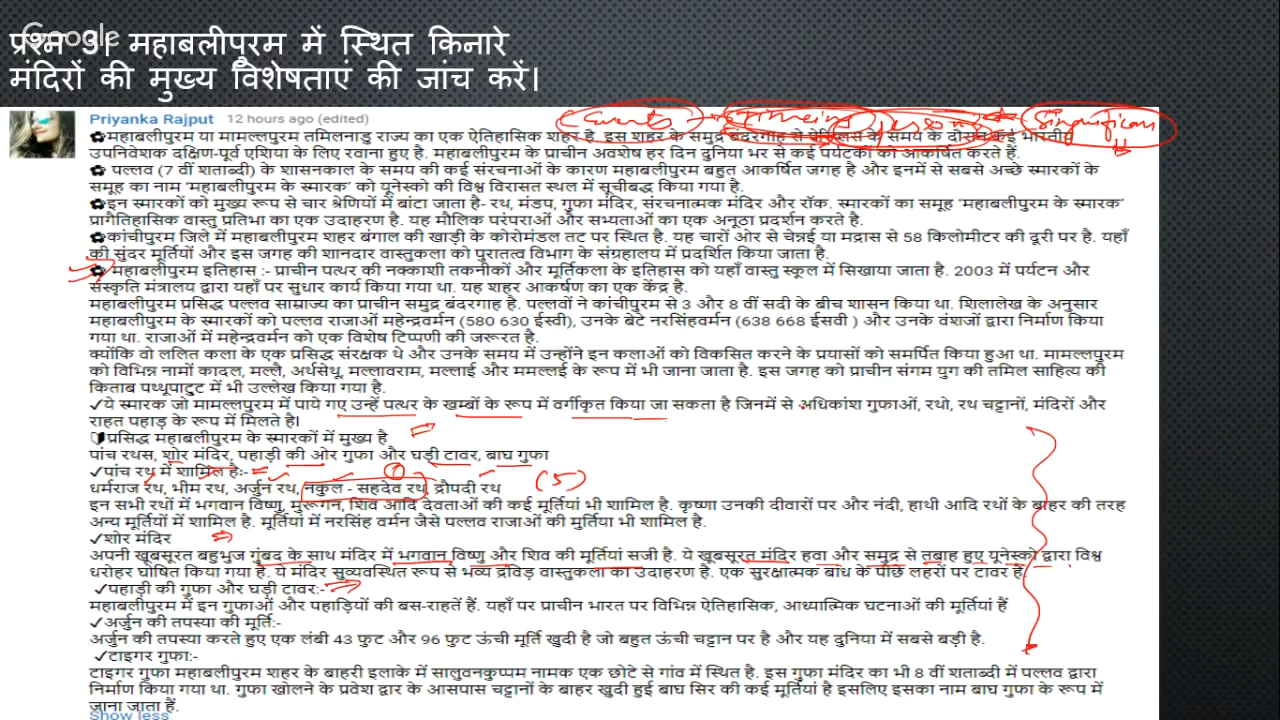 Google
प्रश्न 3| महाबलीपुरम में स्थित किनारे
मंदिरों की मुख्य विशेषताएं की जांच करें|
Priyanka Rajput 12 hours ago (edited)
✿महाबलीपुरम या मामल्लपुरम तमिलनाडु राज्य का एक ऐतिहासिक शहर है. इस शहर के समुद्र बंदरगाह से के समय के दौरान कई भारतीय
उपनिवेशक दक्षिण-पूर्व एशिया के लिए रवाना हुए है. महाबलीपुरम के प्राचीन अवशेष हर दिन दुनिया भर से कई पर्यटकों को आकर्षित करते हैं.
✿ पल्लव (7 वीं शताब्दी) के शासनकाल के समय की कई संरचनाओं के कारण महाबलीपुरम बहुत आकर्षित जगह है और इनमें से सबसे अच्छे स्मारकों के
समूह का नाम ‘महाबलीपुरम के स्मारक’ को यूनेस्को की विश्व विरासत स्थल में सूचीबद्ध किया गया है.
✿इन स्मारकों को मुख्य रूप से चार श्रेणियों में बांटा जाता है- रथ, मंडप, गुफा मंदिर, संरचनात्मक मंदिर और रॉक. स्मारकों का समूह ‘महाबलीपुरम के स्मारक’
प्रागैतिहासिक वास्तु प्रतिभा का एक उदाहरण है. यह मौलिक परंपराओं और सभ्यताओं का एक अनूठा प्रदर्शन करते है.
✿कांचीपुरम जिले में महाबलीपुरम शहर बंगाल की खाड़ी के कोरोमंडल तट पर स्थित है. यह चारों ओर से चेन्नई या मद्रास से 58 किलोमीटर की दूरी पर है. यहाँ
की सुंदर मूर्तियों और इस जगह की शानदार वास्तुकला को पुरातत्व विभाग के संग्रहालय में प्रदर्शित किया जाता है.
✿ महाबलीपुरम इतिहास :- प्राचीन पत्थर की नक्काशी तकनीकों और मूर्तिकला के इतिहास को यहाँ वास्तु स्कूल में सिखाया जाता है. 2003 में पर्यटन और
संस्कृति मंत्रालय द्वारा यहाँ पर सुधार कार्य किया गया था. यह शहर आकर्षण का एक केंद्र है.
महाबलीपुरम प्रसिद्ध पल्लव साम्राज्य का प्राचीन समुद्र बंदरगाह है. पल्लवों ने कांचीपुरम से 3 और 8 वीं सदी के बीच शासन किया था. शिलालेख के अनुसार
महाबलीपुरम के स्मारकों को पल्लव राजाओं महेन्द्रवर्मन (580 630 ईस्वी), उनके बेटे नरसिंहवर्मन (638 668 ईसवी ) और उनके वंशजों द्वारा निर्माण किया
गया था. राजाओं में महेन्द्रवर्मन को एक विशेष टिप्पणी की जरूरत है.
क्योंकि वो ललित कला के एक प्रसिद्ध संरक्षक थे और उनके समय में उन्होंने इन कलाओं को विकसित करने के प्रयासों को समर्पित किया हुआ था. मामल्लपुरम
को विभिन्न नामों कादल, मल्लै, अर्थसेथू, मल्लावराम, मल्लाई और ममल्लई के रूप में भी जाना जाता है. इस जगह को प्राचीन संगम युग की तमिल साहित्य की
किताब पथ्थूपाटुट में भी उल्लेख किया गया है.
✓ये स्मारक जो मामल्लपुरम में पाये गए उन्हें पत्थर के खम्बों के रूप में वर्गीकृत किया जा सकता है जिनमें से अधिकांश गुफाओं, रथो, रथ चट्टानों, मंदिरों और
राहत पहाड़ के रूप में मिलते है।
प्रसिद्ध महाबलीपुरम के स्मारकों में मुख्य है
पांच रथस, शोर मंदिर, पहाड़ी की ओर गुफा और घड़ी टावर, बाघ गुफा
✓पांच रथ में शामिल है:-
धर्मराज रथ, भीम रथ, अर्जुन रथ, नकुल - सहदेव रथ, द्रौपदी रथ (5)
इन सभी रथों में भगवान विष्णु, मुरूगन, शिव आदि देवताओं की कई मूर्तियां भी शामिल है. कृष्णा उनकी दीवारों पर और नंदी, हाथी आदि रथों के बाहर की तरह
अन्य मूर्तियों में शामिल है. मूर्तियों में नरसिंह वर्मन जैसे पल्लव राजाओं की मुर्तिया भी शामिल है.
✓शोर मंदिर
अपनी खूबसूरत बहुभुज गुंबद के साथ मंदिर में भगवान विष्णु और शिव की मूर्तियां सजी है. ये खूबसूरत मंदिर हवा और समुद्र से तबाह हुए यूनेस्को द्वारा विश्व
धरोहर घोषित किया गया है. ये मंदिर सुव्यवस्थित रूप से भव्य द्रविड़ वास्तुकला का उदाहरण है. एक सुरक्षात्मक बांध के पीछे लहरों पर टावर है.
✓पहाड़ी की गुफा और घड़ी टावर:-
महाबलीपुरम में इन गुफाओं और पहाड़ियों की बस-राहतें हैं. यहाँ पर प्राचीन भारत पर विभिन्न ऐतिहासिक, आध्यात्मिक घटनाओं की मूर्तियां हैं
✓अर्जुन की तपस्या की मूर्ति:-
अर्जुन की तपस्या करते हुए एक लंबी 43 फुट और 96 फुट ऊंची मूर्ति खुदी है जो बहुत ऊंची चट्टान पर है और यह दुनिया में सबसे बड़ी है.
✓टाइगर गुफा:-
टाइगर गुफा महाबलीपुरम शहर के बाहरी इलाके में सालुवनकुप्पम नामक एक छोटे से गांव में स्थित है. इस गुफा मंदिर का भी 8 वीं शताब्दी में पल्लव द्वारा
निर्माण किया गया था. गुफा खोलने के प्रवेश द्वार के आसपास चट्टानों के बाहर खुदी हुई बाघ सिर की कई मूर्तियां है इसलिए इसका नाम बाघ गुफा के रूप में
जाना जाता हैं.
Show less